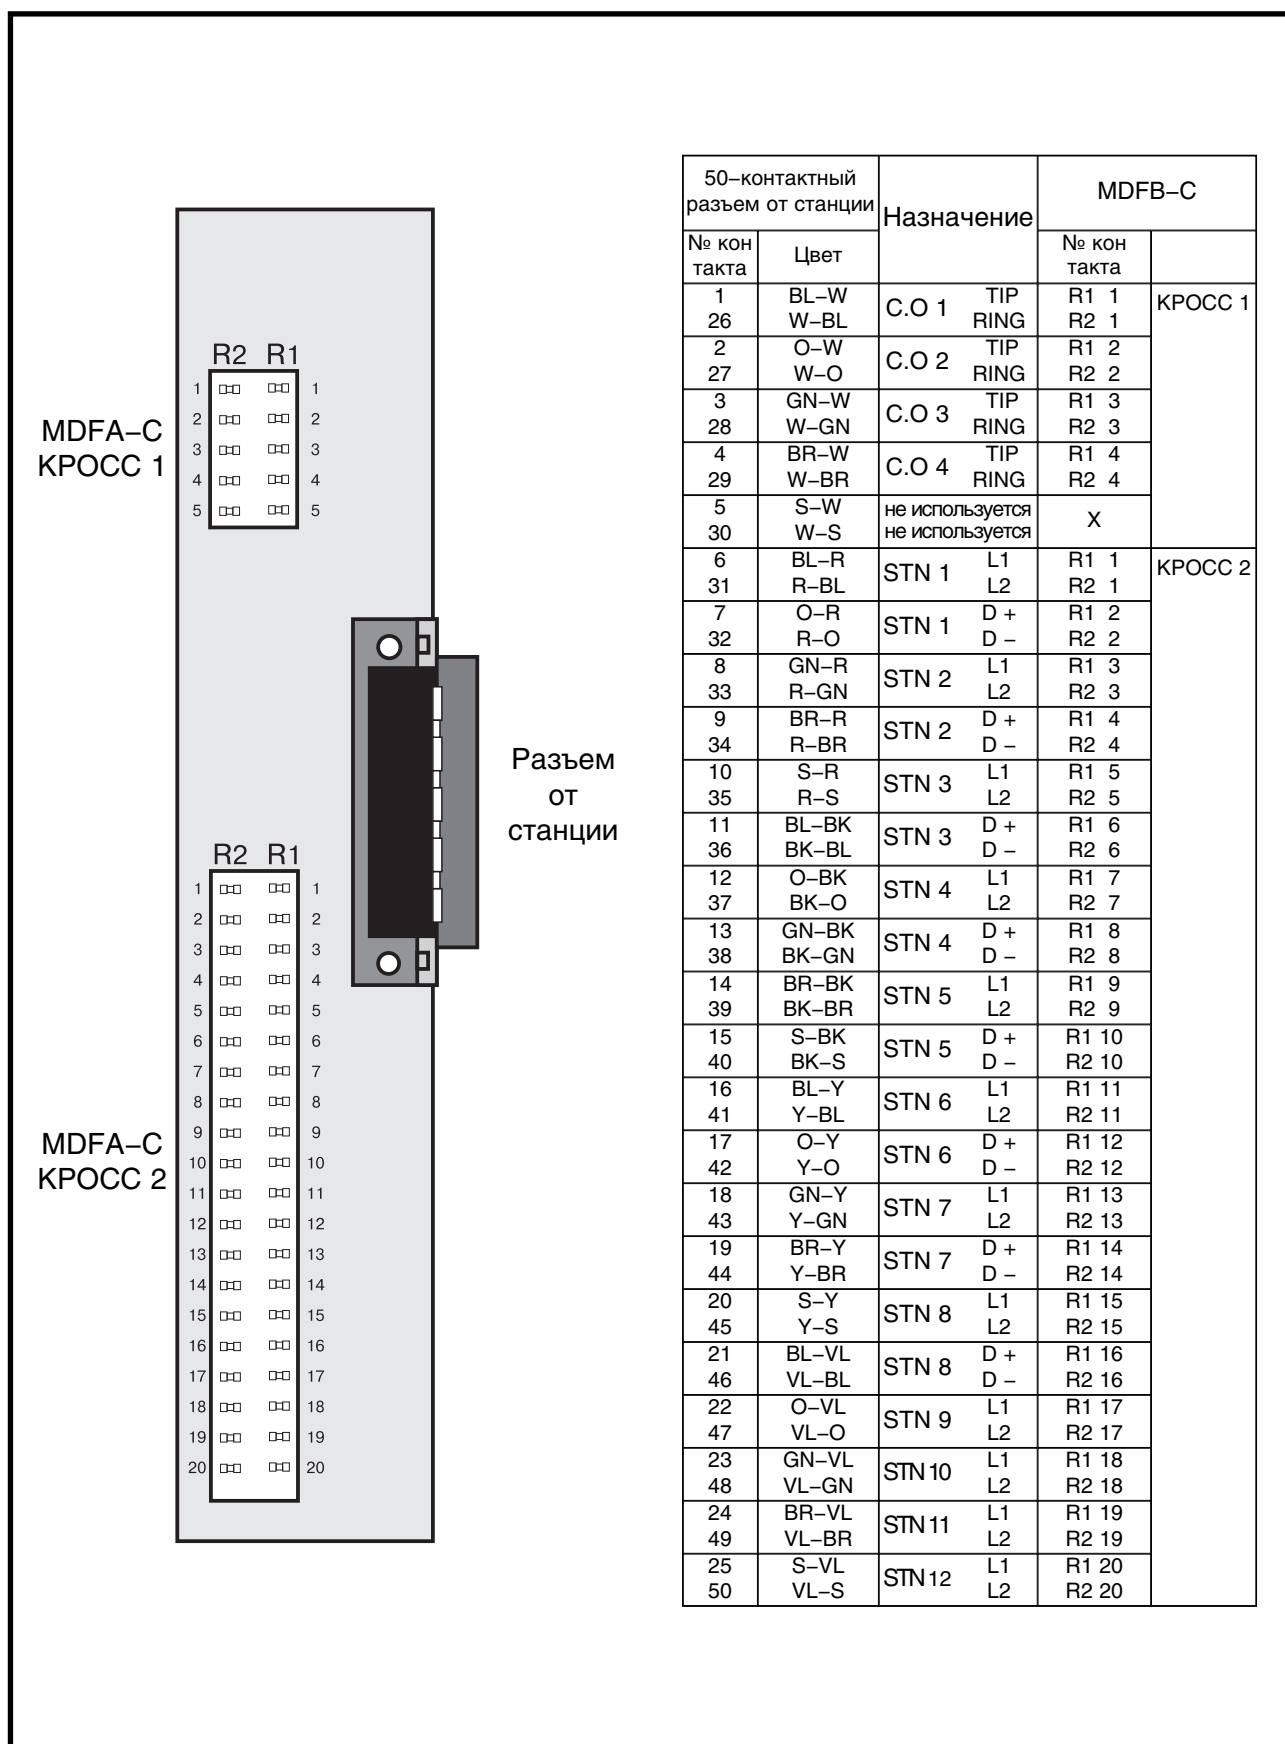 R2 R1
1 1
2 2
3 3
4 4
5 5
MDFA–C
КРОСС 1
Разъем
от
станции
R2 R1
1 1
2 2
3 3
4 4
5 5
6 6
7 7
8 8
9 9
10 10
11 11
12 12
13 13
14 14
15 15
16 16
17 17
18 18
19 19
20 20
MDFA–C
КРОСС 2
50–контактный
разъем от станции
Назначение
MDFB–C
№ кон
такта
Цвет
№ кон
такта
1 BL–W C.O 1 TIP R1 1 КРОСС 1
26 W–BL RING R2 1
2 O–W C.O 2 TIP R1 2
27 W–O RING R2 2
3 GN–W C.O 3 TIP R1 3
28 W–GN RING R2 3
4 BR–W C.O 4 TIP R1 4
29 W–BR RING R2 4
5 S–W не используется X
30 W–S не используется
6 BL–R STN 1 L1 R1 1 КРОСС 2
31 R–BL L2 R2 1
7 O–R STN 1 D + R1 2
32 R–O D – R2 2
8 GN–R STN 2 L1 R1 3
33 R–GN L2 R2 3
9 BR–R STN 2 D + R1 4
34 R–BR D – R2 4
10 S–R STN 3 L1 R1 5
35 R–S L2 R2 5
11 BL–BK STN 3 D + R1 6
36 BK–BL D – R2 6
12 O–BK STN 4 L1 R1 7
37 BK–O L2 R2 7
13 GN–BK STN 4 D + R1 8
38 BK–GN D – R2 8
14 BR–BK STN 5 L1 R1 9
39 BK–BR L2 R2 9
15 S–BK STN 5 D + R1 10
40 BK–S D – R2 10
16 BL–Y STN 6 L1 R1 11
41 Y–BL L2 R2 11
17 O–Y STN 6 D + R1 12
42 Y–O D – R2 12
18 GN–Y STN 7 L1 R1 13
43 Y–GN L2 R2 13
19 BR–Y STN 7 D + R1 14
44 Y–BR D – R2 14
20 S–Y STN 8 L1 R1 15
45 Y–S L2 R2 15
21 BL–VL STN 8 D + R1 16
46 VL–BL D – R2 16
22 O–VL STN 9 L1 R1 17
47 VL–O L2 R2 17
23 GN–VL STN 10 L1 R1 18
48 VL–GN L2 R2 18
24 BR–VL STN 11 L1 R1 19
49 VL–BR L2 R2 19
25 S–VL STN 12 L1 R1 20
50 VL–S L2 R2 20